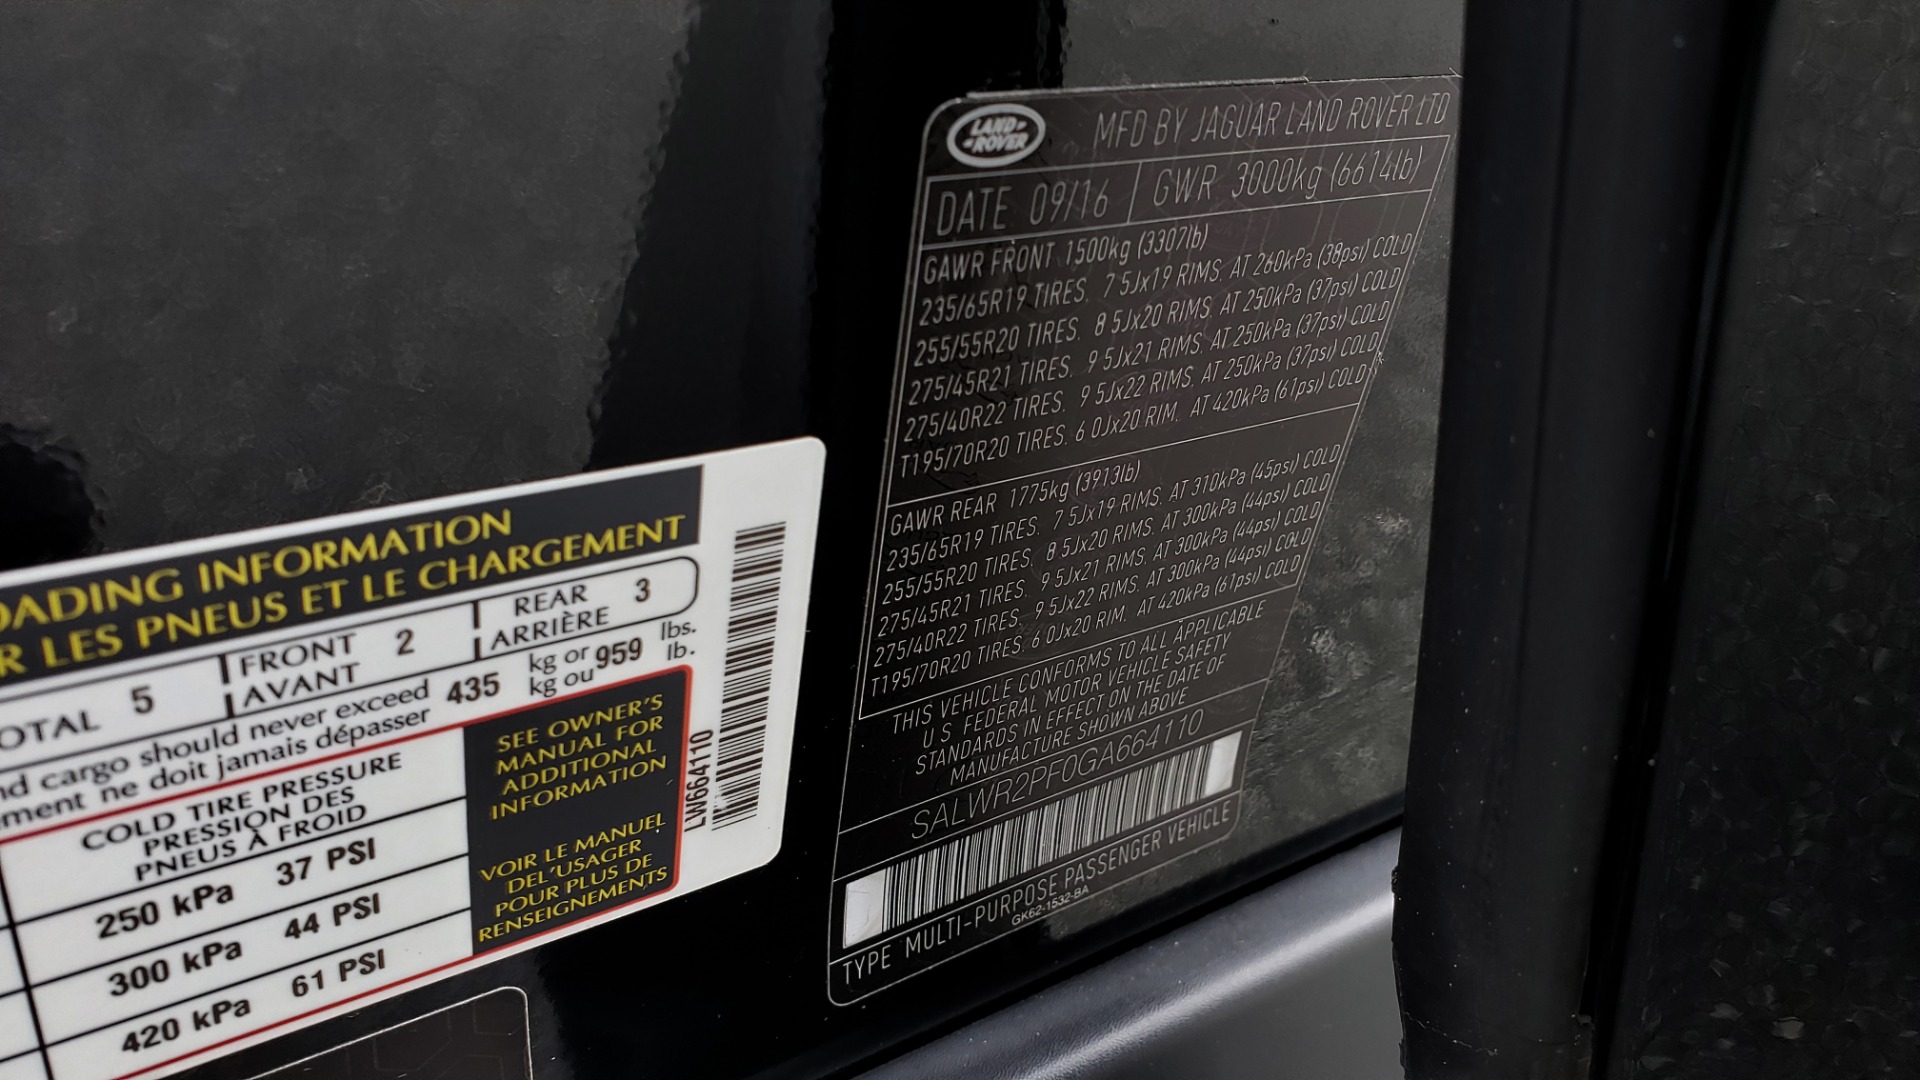 OADING INFORMATION
R LES PNEUS ET LE CHARGEMENT
OTAL 5 FRONT AVANT 2 REAR ARRIÈRE 3
nd cargo should never exceed 435 kg or 959 lbs.
ment ne doit jamais dépasser kg ou lb.
COLD TIRE PRESSURE
PRESSION DES
PNEUS À FROID
250 kPa 37 PSI
300 kPa 44 PSI
420 kPa 61 PSI
SEE OWNER'S
MANUAL FOR
ADDITIONAL
INFORMATION
VOIR LE MANUEL
DEL'USAGER
POUR PLUS DE
RENSEIGNEMENTS
LW664110
LAND-
-ROVER
MFD BY JAGUAR LAND ROVER LTD
DATE 09/16 GWR 3000kg (6614lb)
GAWR FRONT 1500kg (3307lb)
235/65R19 TIRES, 7 5Jx19 RIMS, AT 260kPa (38psi) COLD
255/55R20 TIRES, 8 5Jx20 RIMS, AT 250kPa (37psi) COLD
275/45R21 TIRES, 9 5Jx21 RIMS, AT 250kPa (37psi) COLD
275/40R22 TIRES, 9 5Jx22 RIMS, AT 250kPa (37psi) COLD
T195/70R20 TIRES, 6 0Jx20 RIM, AT 420kPa (61psi) COLD
GAWR REAR 1775kg (3913lb)
235/65R19 TIRES, 7 5Jx19 RIMS, AT 310kPa (45psi) COLD
255/55R20 TIRES, 8 5Jx20 RIMS, AT 300kPa (44psi) COLD
275/45R21 TIRES, 9 5Jx21 RIMS, AT 300kPa (44psi) COLD
275/40R22 TIRES, 9 5Jx22 RIMS, AT 300kPa (44psi) COLD
T195/70R20 TIRES, 6 0Jx20 RIM, AT 420kPa (61psi) COLD
THIS VEHICLE CONFORMS TO ALL APPLICABLE
U.S. FEDERAL MOTOR VEHICLE SAFETY
STANDARDS IN EFFECT ON THE DATE OF
MANUFACTURE SHOWN ABOVE
SALWR2PF0GA664110
TYPE MULTI-PURPOSE PASSENGER VEHICLE
GK62-1532-BA